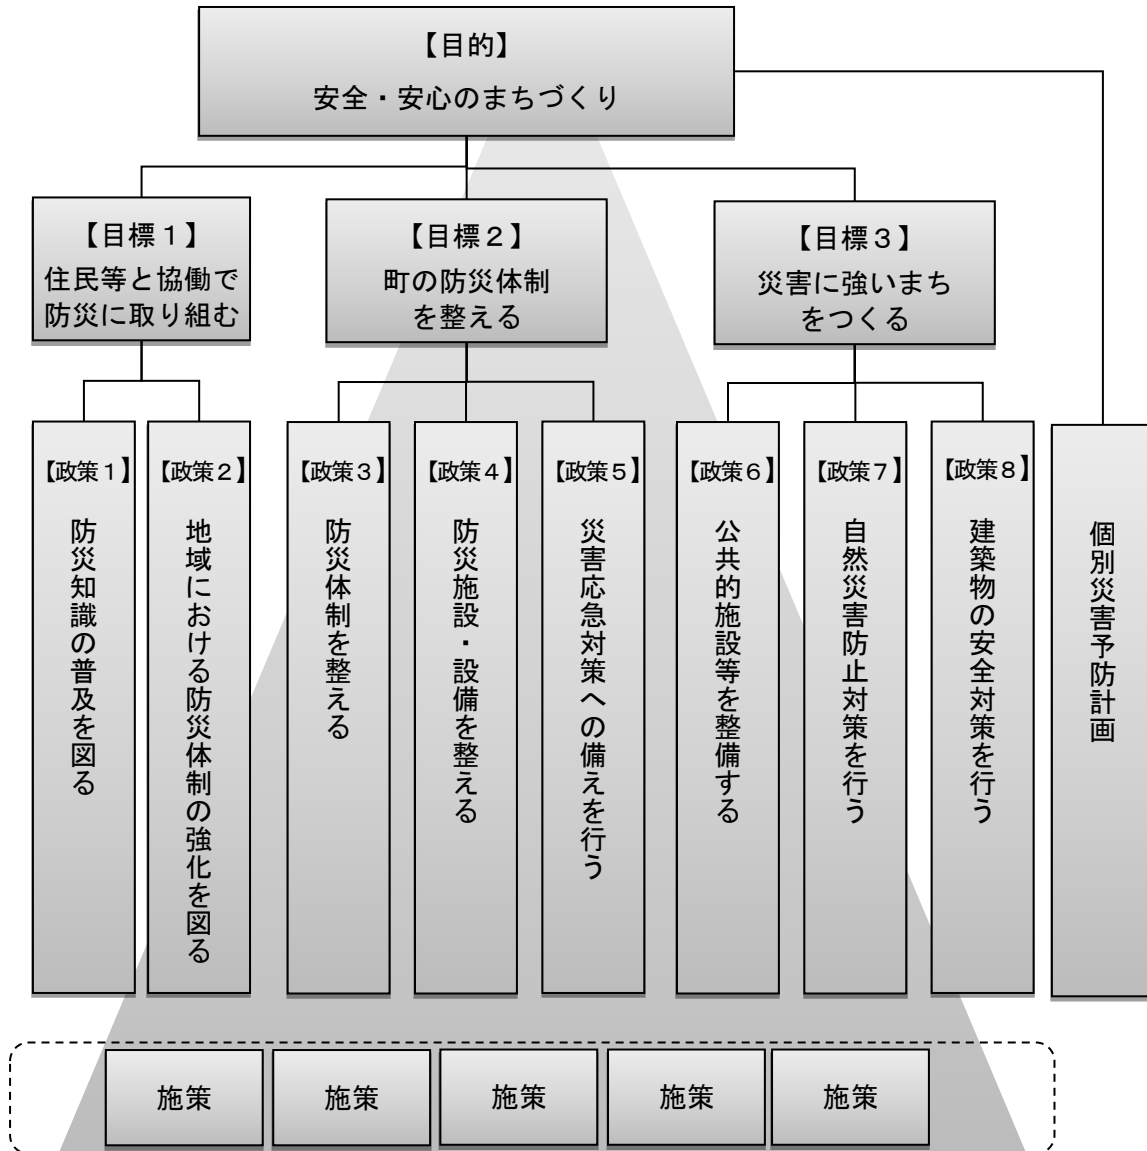 【目的】
安全・安心のまちづくり
【目標１】
住民等と協働で
防災に取り組む
【目標２】
町の防災体制
を整える
【目標３】
災害に強いまち
をつくる
【政策１】
防災知識の普及を図る
【政策２】
地域における防災体制の強化を図る
【政策３】
防災体制を整える
【政策４】
防災施設・設備を整える
【政策５】
災害応急対策への備えを行う
【政策６】
公共的施設等を整備する
【政策７】
自然災害防止対策を行う
【政策８】
建築物の安全対策を行う
個別災害予防計画
施策
施策
施策
施策
施策